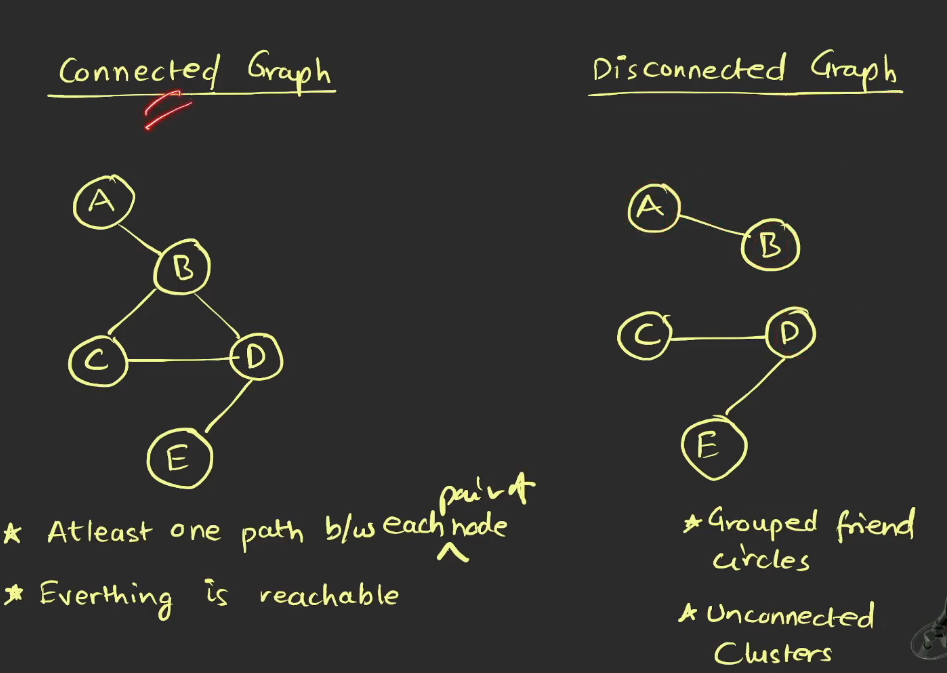 Connected Graph
Disconnected Graph
A
B
C
D
E
A
B
C
D
E
pair of
★ Atleast one path b/w each ^ node
★ Everthing is reachable
★ Grouped friend
circles
★ Unconnected
Clusters